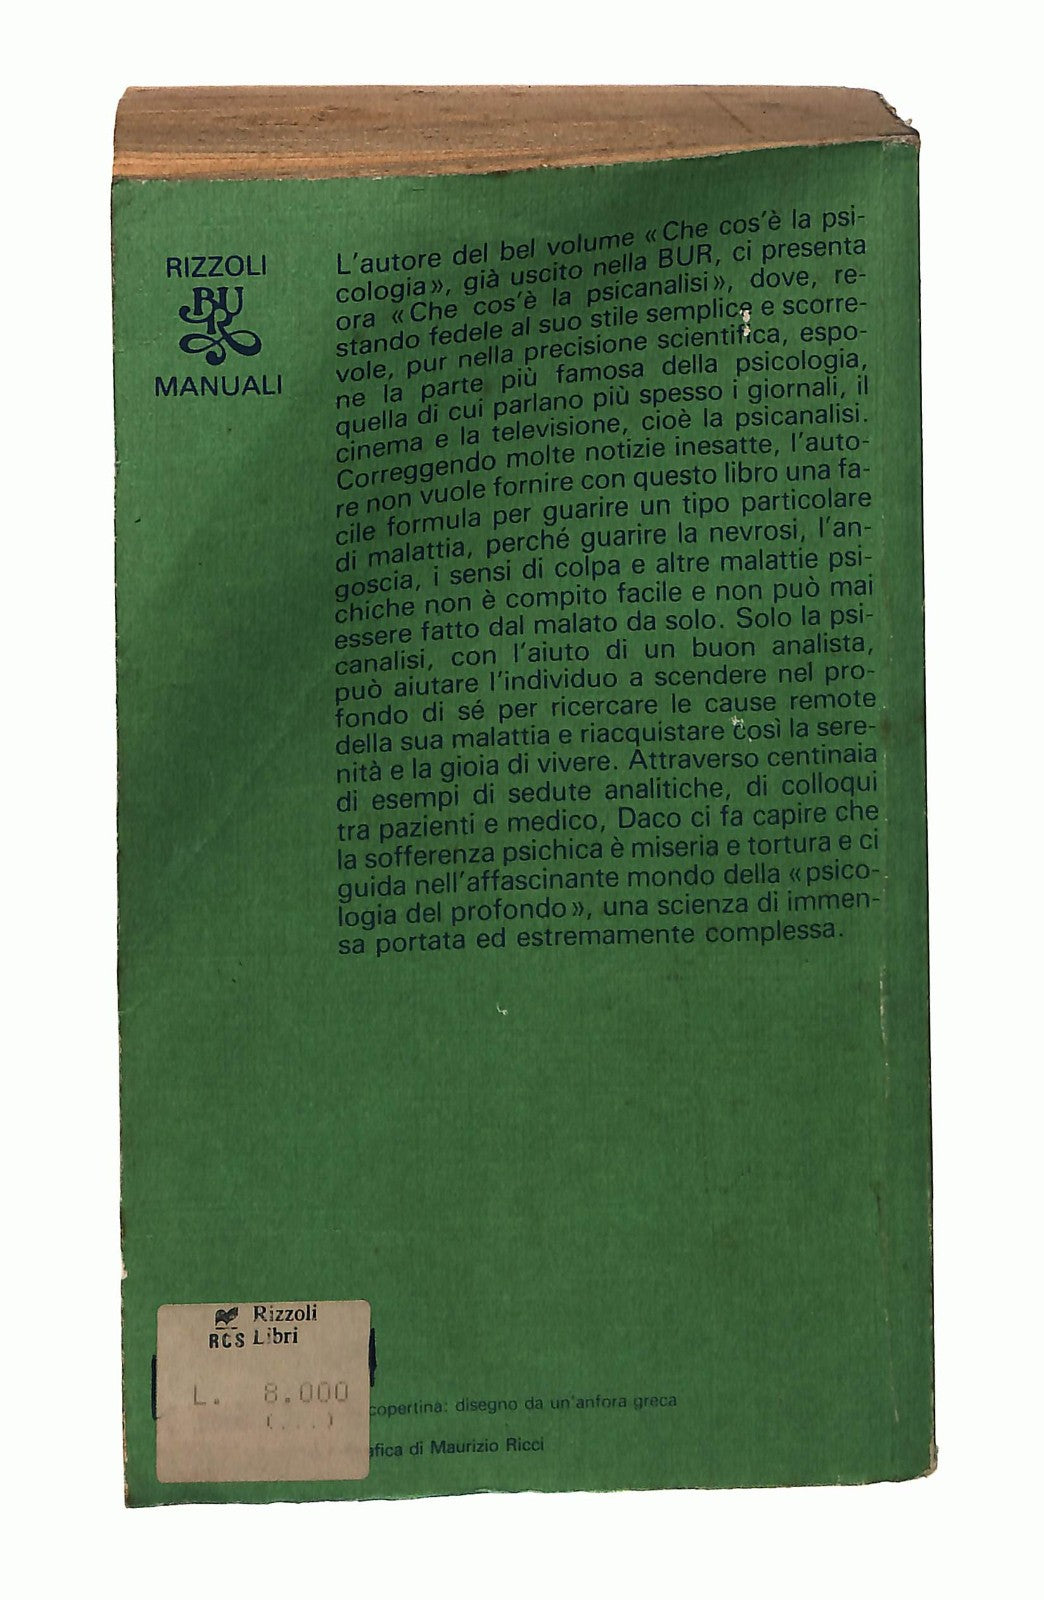 RIZZOLI
BUR
MANUALI
L'autore del bel volume «Che cos'è la psi-
cologia», già uscito nella BUR, ci presenta
ora «Che cos'è la psicanalisi», dove, re-
stando fedele al suo stile semplice e scorre-
vole, pur nella precisione scientifica, espo-
ne la parte più famosa della psicologia,
quella di cui parlano più spesso i giornali, il
cinema e la televisione, cioè la psicanalisi.
Correggendo molte notizie inesatte, l'auto-
re non vuole fornire con questo libro una fa-
cile formula per guarire un tipo particolare
di malattia, perché guarire la nevrosi, l'an-
goscia, i sensi di colpa e altre malattie psi-
chiche non è compito facile e non può mai
essere fatto dal malato da solo. Solo la psi-
canalisi, con l'aiuto di un buon analista,
può aiutare l'individuo a scendere nel pro-
fondo di sé per ricercare le cause remote
della sua malattia e riacquistare così la sere-
nità e la gioia di vivere. Attraverso centinaia
di esempi di sedute analitiche, di colloqui
tra pazienti e medico, Daco ci fa capire che
la sofferenza psichica è miseria e tortura e ci
guida nell'affascinante mondo della «psico-
logia del profondo», una scienza di immen-
sa portata ed estremamente complessa.
Rizzoli
RCS Libri
L. 8.000
(...)
copertina: disegno da un'anfora greca
afica di Maurizio Ricci